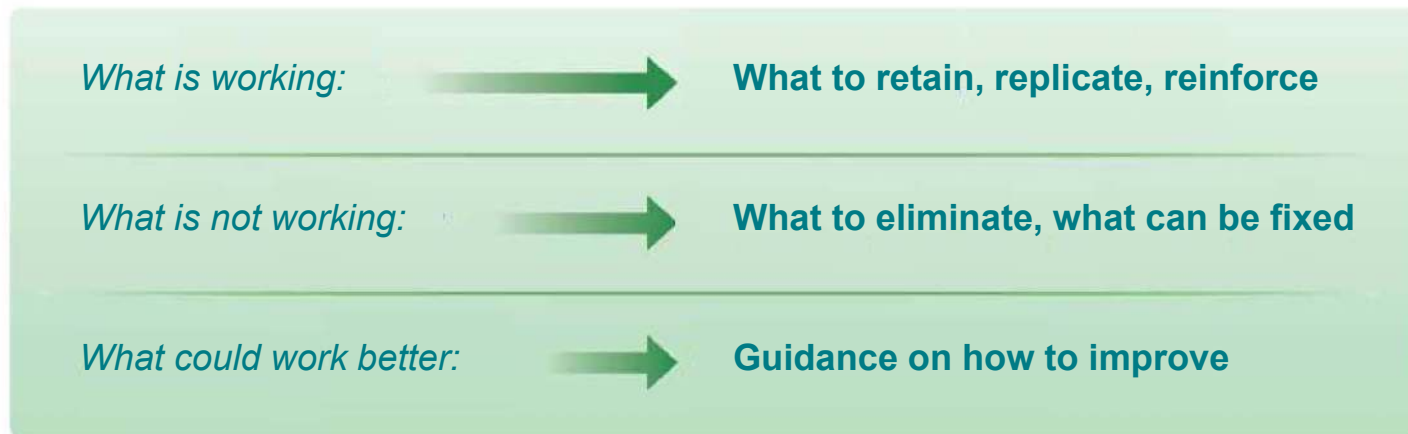 What is working: What to retain, replicate, reinforce
What is not working: What to eliminate, what can be fixed
What could work better: Guidance on how to improve